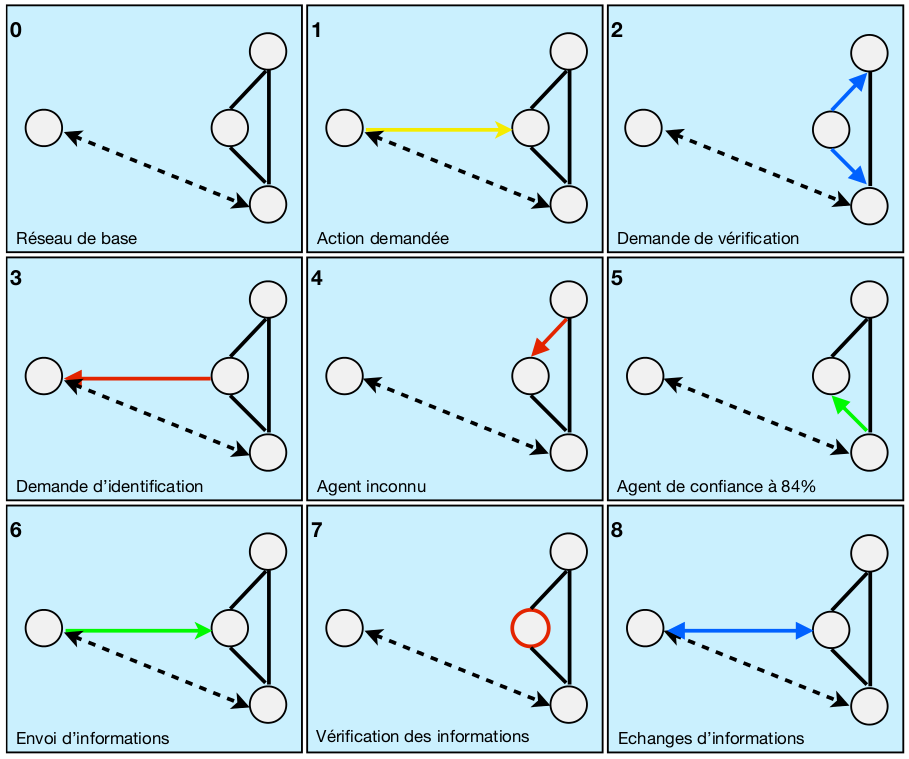 0
Réseau de base
1
Action demandée
2
Demande de vérification
3
Demande d'identification
4
Agent inconnu
5
Agent de confiance à 84%
6
Envoi d'informations
7
Vérification des informations
8
Echanges d'informations